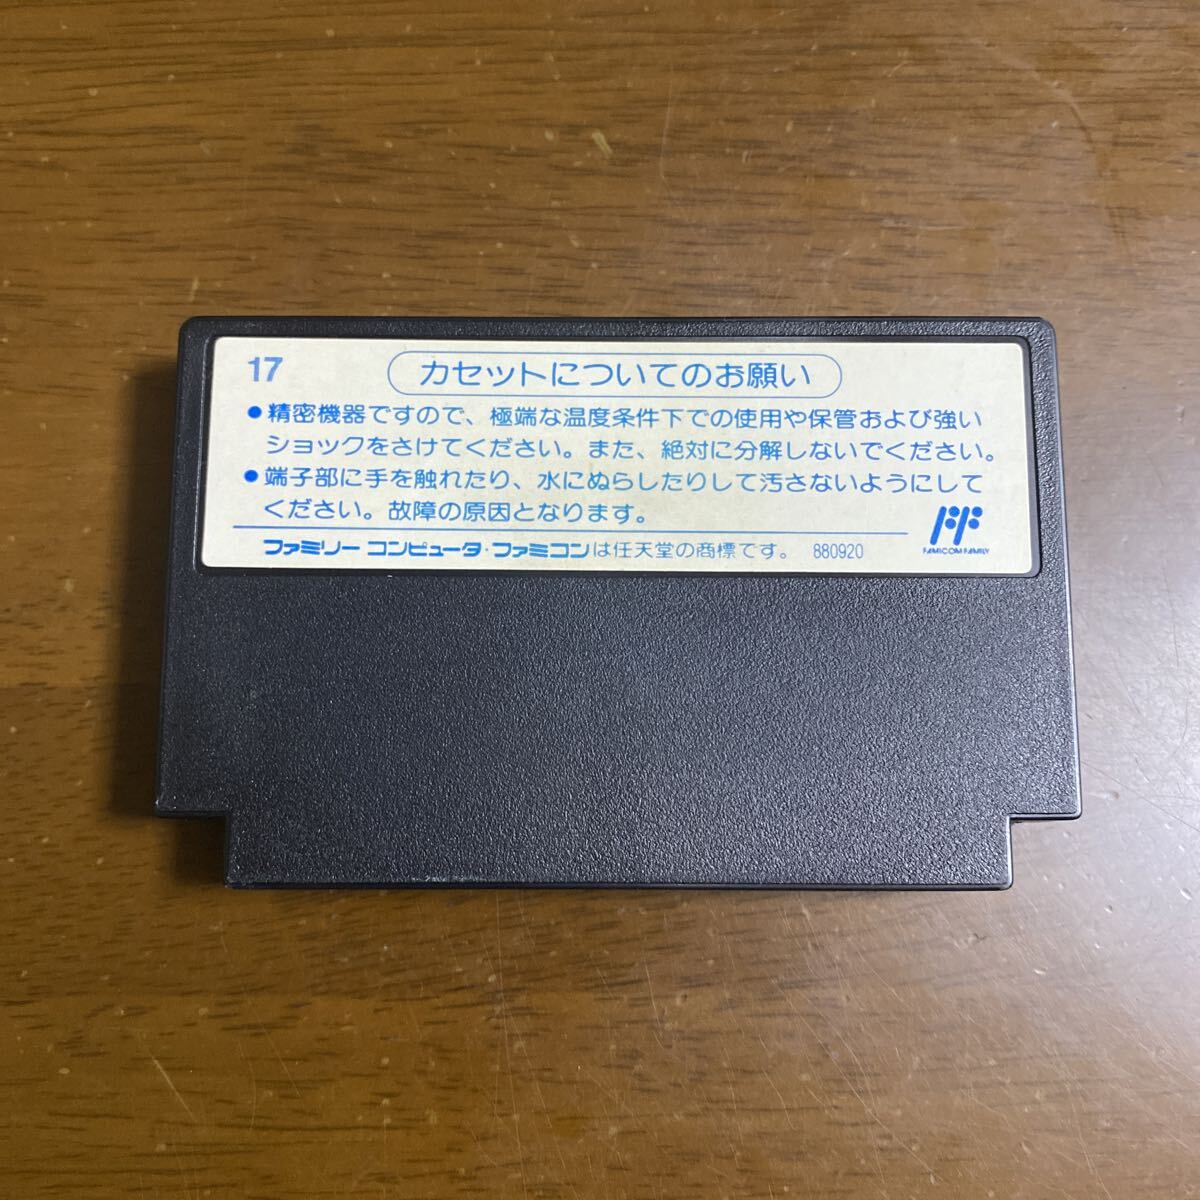 17
カセットについてのお願い
●精密機器ですので、極端な温度条件下での使用や保管および強い
ショックをさけてください。また、絶対に分解しないでください。
●端子部に手を触れたり、水にぬらしたりして汚さないようにして
ください。故障の原因となります。
FAMICOM FAMILY
ファミリー コンピュータ・ファミコンは任天堂の商標です。 880920